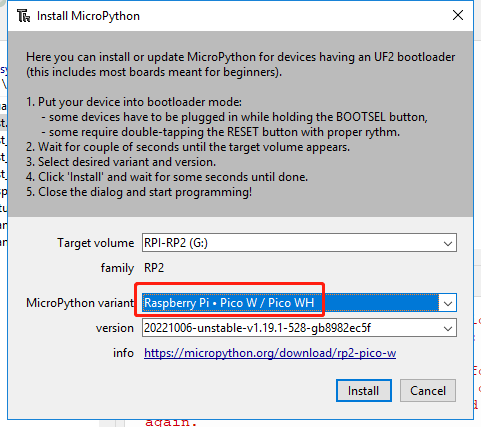 Install MicroPython
Here you can install or update MicroPython for devices having an UF2 bootloader
(this includes most boards meant for beginners).
1. Put your device into bootloader mode:
- some devices have to be plugged in while holding the BOOTSEL button,
- some require double-tapping the RESET button with proper rythm.
2. Wait for couple of seconds until the target volume appears.
3. Select desired variant and version.
4. Click 'Install' and wait for some seconds until done.
5. Close the dialog and start programming!
Target volume RPI-RP2 (G:)
family RP2
MicroPython variant Raspberry Pi • Pico W / Pico WH
version 20221006-unstable-v1.19.1-528-gb8982ec5f
info https://micropython.org/download/rp2-pico-w
Install Cancel
again.